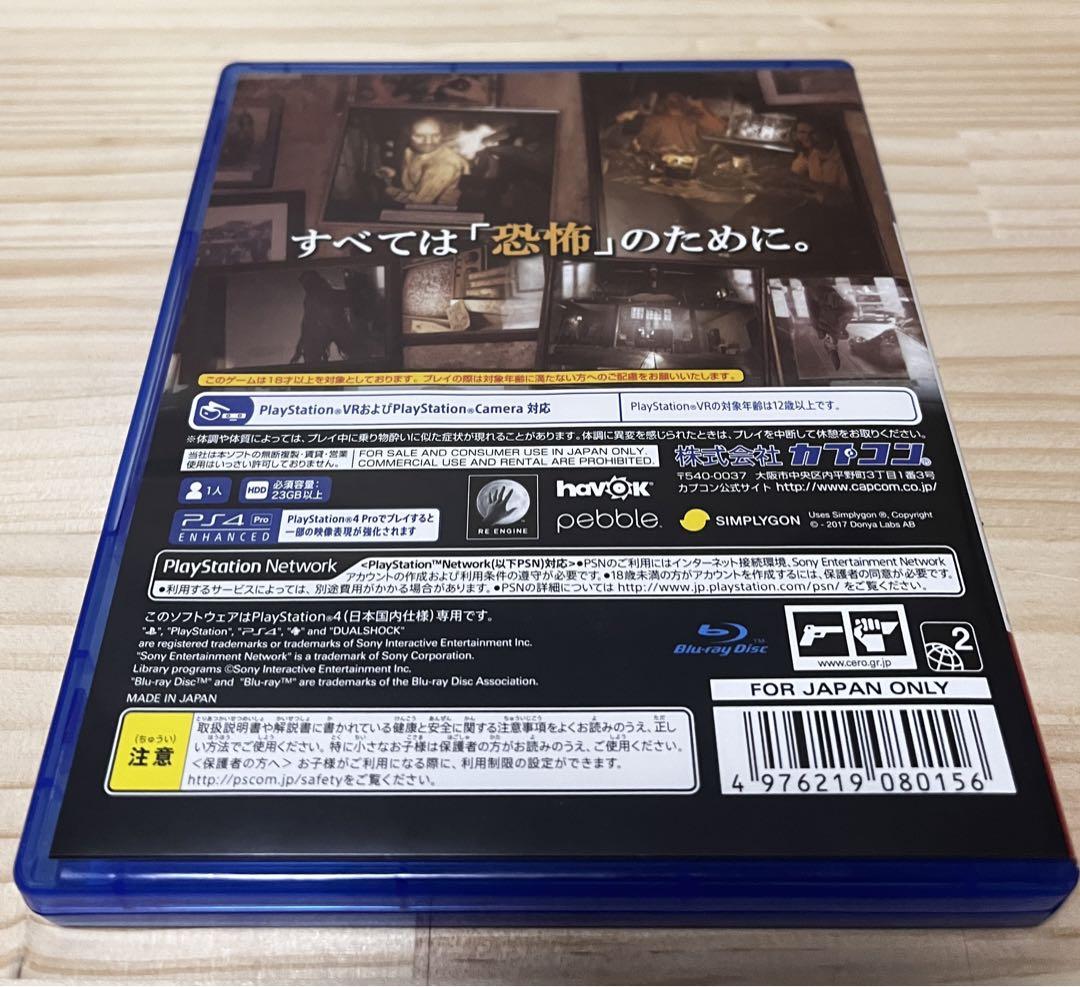 すべては「恐怖」のために。
このゲームは18才以上を対象としております。プレイの際は対象年齢に満たない方へのご配慮をお願いいたします。
PlayStation®VRおよびPlayStation®Camera 対応
PlayStation®VRの対象年齢は12歳以上です。
※体調や体質によっては、プレイ中に乗り物酔いに似た症状が現れることがあります。体調に異変を感じられたときは、プレイを中断して休憩をお取りください。
当社は本ソフトの無断複製・賃貸・営業
使用はいっさい許可しておりません。
FOR SALE AND CONSUMER USE IN JAPAN ONLY.
COMMERCIAL USE AND RENTAL ARE PROHIBITED.
株式会社 カプコン®
〒540-0037 大阪市中央区内平野町3丁目1番3号
カプコン公式サイト http://www.capcom.co.jp/
1人
HDD 必須容量:
23GB以上
RE ENGINE
havok
pebble
SIMPLYGON
Uses Simplygon ®, Copyright
© - 2017 Donya Labs AB
PS4 Pro
ENHANCED
PlayStation®4 Proでプレイすると
一部の映像表現が強化されます
PlayStation Network
<PlayStation™Network(以下PSN)対応>●PSNのご利用にはインターネット接続環境、Sony Entertainment Network
アカウントの作成および利用条件の遵守が必要です。●18歳未満の方がアカウントを作成するには、保護者の同意が必要です。
●利用するサービスによっては、別途費用がかかる場合があります。●PSNの詳細については http://www.jp.playstation.com/psn/ をご覧ください。
このソフトウェアはPlayStation®4(日本国内仕様)専用です。
"", "PlayStation", "PS4", "" and "DUALSHOCK"
are registered trademarks or trademarks of Sony Interactive Entertainment Inc.
"Sony Entertainment Network" is a trademark of Sony Corporation.
Library programs ©Sony Interactive Entertainment Inc.
"Blu-ray Disc™" and "Blu-ray™" are trademarks of the Blu-ray Disc Association.
MADE IN JAPAN
Blu-ray Disc™
www.cero.gr.jp
2
FOR JAPAN ONLY
(ちゅうい)
注意
取扱説明書や解説書に書かれている健康と安全に関する注意事項をよくお読みのうえ、正し
い方法でご使用ください。特に小さなお子様は保護者の方がお読みのうえ、ご使用ください。
<保護者の方へ> お子様がご利用になる際に、利用制限の設定ができます。
http://pscom.jp/safetyをご覧ください。
4 976219 080156